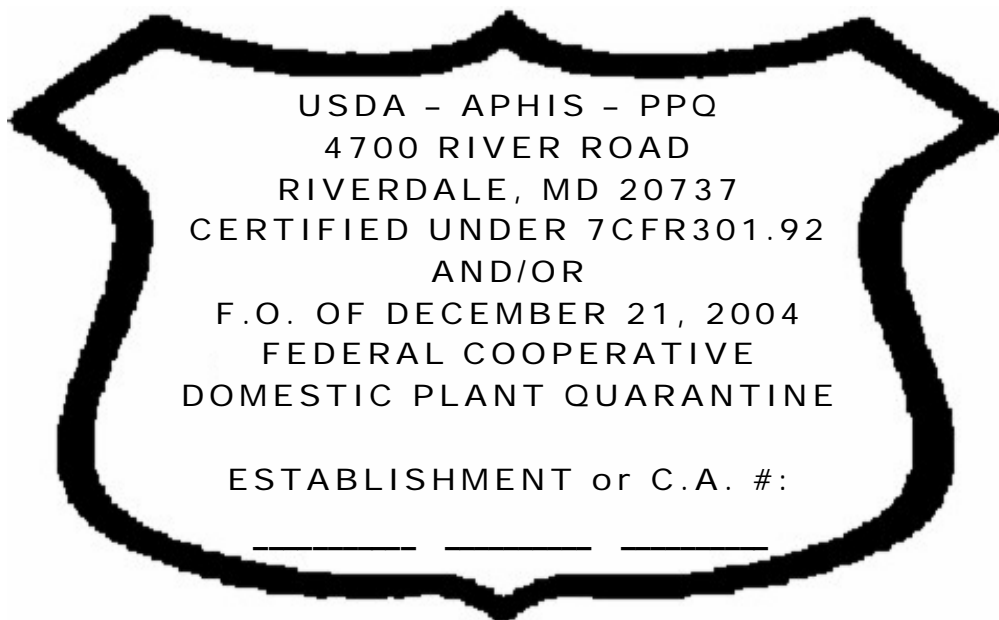 USDA – APHIS – PPQ
4700 RIVER ROAD
RIVERDALE, MD 20737
CERTIFIED UNDER 7CFR301.92
AND/OR
F.O. OF DECEMBER 21, 2004
FEDERAL COOPERATIVE
DOMESTIC PLANT QUARANTINE
ESTABLISHMENT or C.A. #: